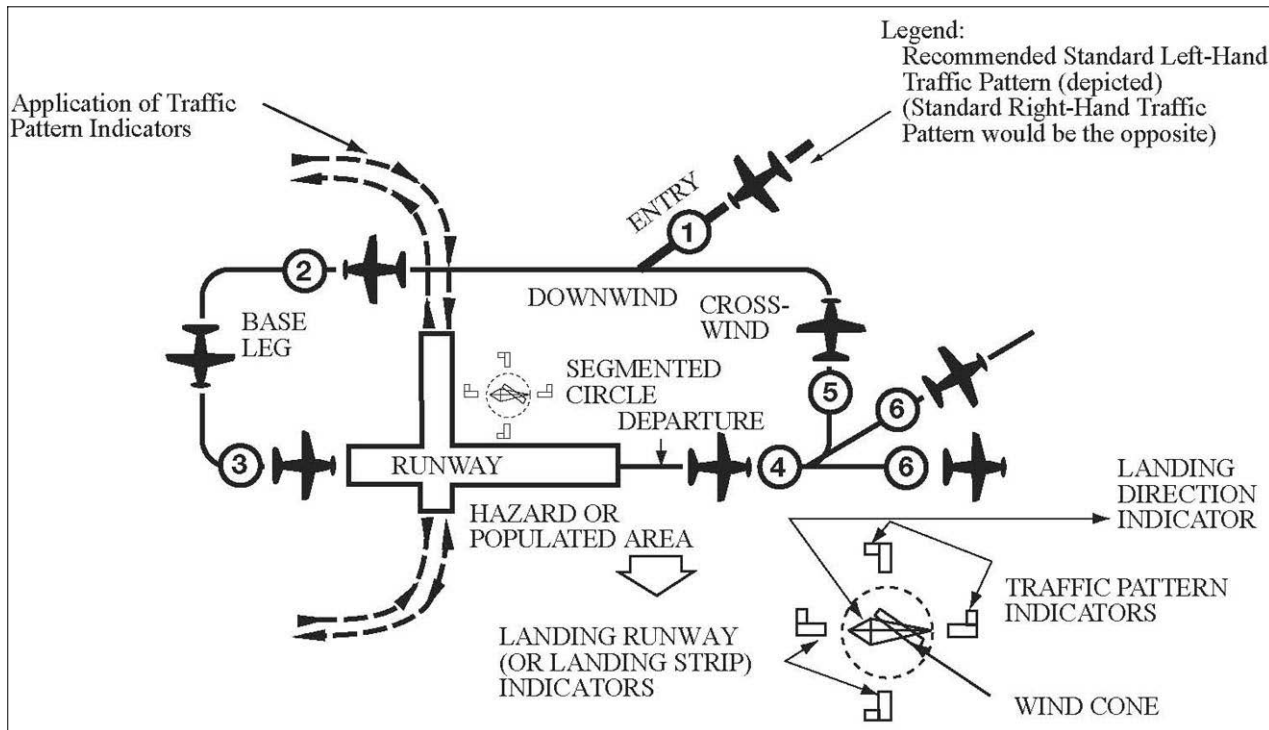 Legend:
Recommended Standard Left-Hand
Traffic Pattern (depicted)
(Standard Right-Hand Traffic
Pattern would be the opposite)
Application of Traffic
Pattern Indicators
ENTRY
1
2
DOWNWIND
CROSS-
WIND
BASE
LEG
SEGMENTED
CIRCLE
DEPARTURE
5
6
3
RUNWAY
4
6
HAZARD OR
POPULATED AREA
LANDING
DIRECTION
INDICATOR
TRAFFIC PATTERN
INDICATORS
LANDING RUNWAY
(OR LANDING STRIP)
INDICATORS
WIND CONE